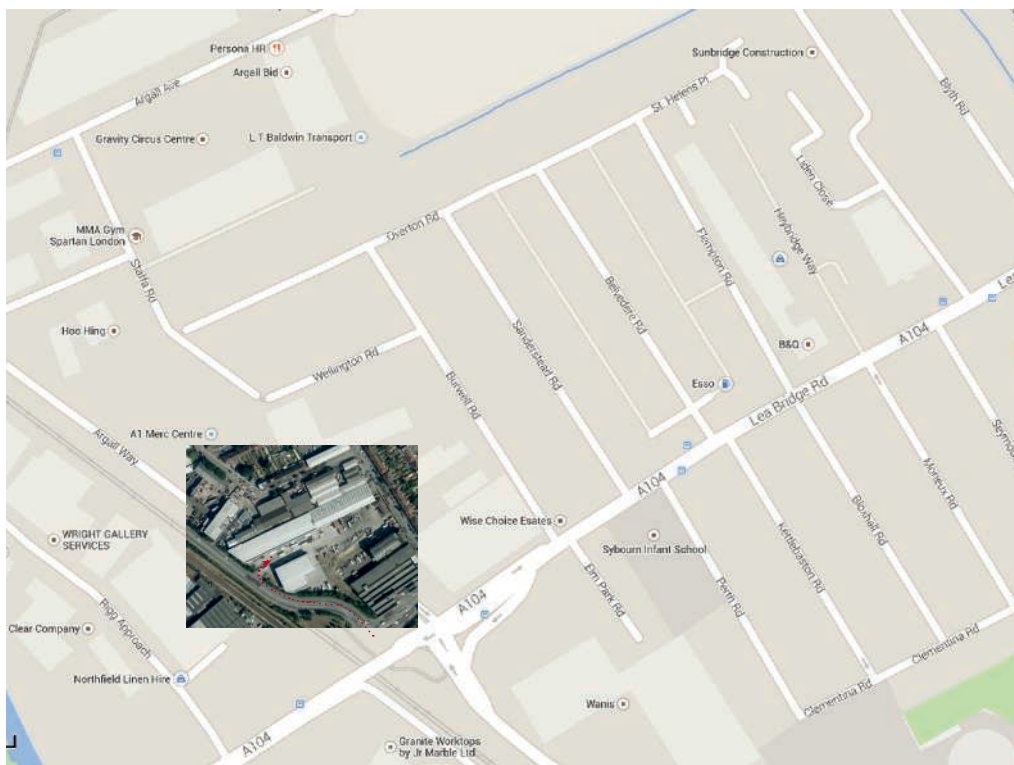 Persona HR
Sunbridge Construction
Argall Bid
Argall Ave
Blyth Rd
St. Helens Pl
Gravity Circus Centre
L T Baldwin Transport
Liden Close
Overton Rd
MMA Gym
Spartan London
Heybridge Way
Flempton Rd
Staffa Rd
Belvedere Rd
Lea
Hoo Hing
Sanderstead Rd
A104
B&Q
Wellington Rd
Burwell Rd
Esso
Lea Bridge Rd
A1 Merc Centre
Argall Way
Seymou
Morieux Rd
A104
Bloxhall Rd
Wise Choice Esates
WRIGHT GALLERY
SERVICES
Sybourn Infant School
Kettlebaston Rd
Elm Park Rd
Perth Rd
A104
Rigg Approach
Clear Company
Clementina Rd
Northfield Linen Hire
Clementina Rd
Wanis
A104
Granite Worktops
by Jr Marble Ltd